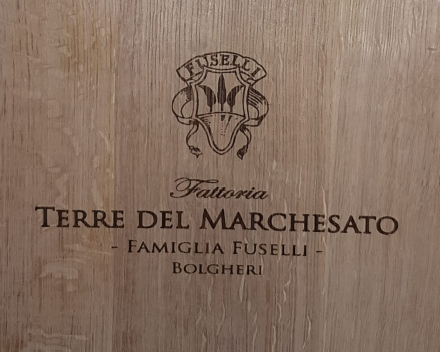 FUSELLI
Fattoria
TERRE DEL MARCHESATO
- FAMIGLIA FUSELLI -
BOLGHERI